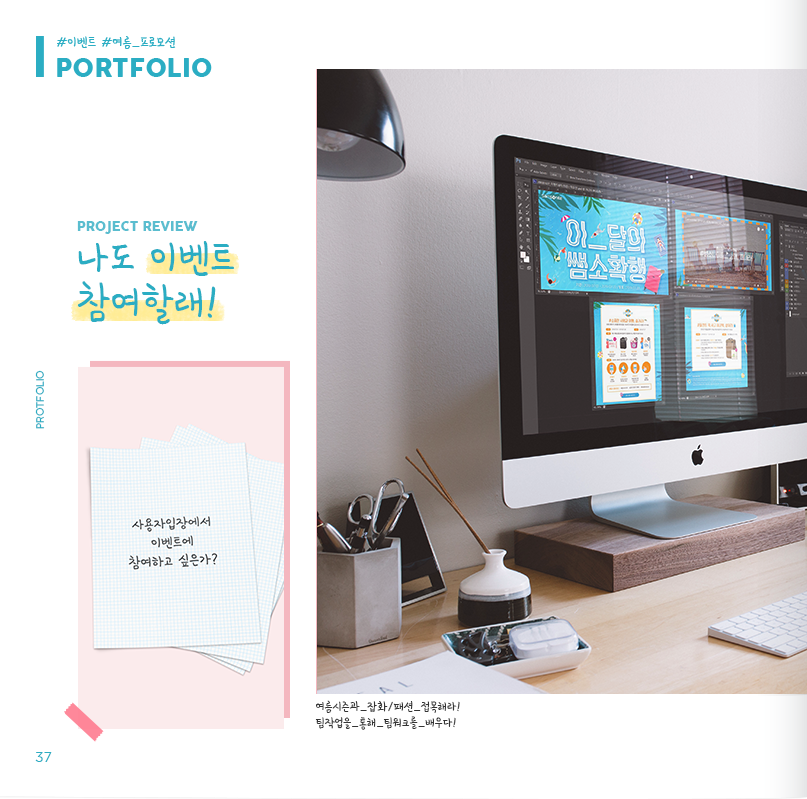 #이벤트 #여름_프로모션
PORTFOLIO
PROJECT REVIEW
나도 이벤트
참여할래!
PROTFOLIO
사용자입장에서
이벤트에
참여하고 싶은가?
이_달의
쌤소확행
여름시즌과_잡화/패션_접목해라!
팀작업을_통해_팀워크를_배우다!
37